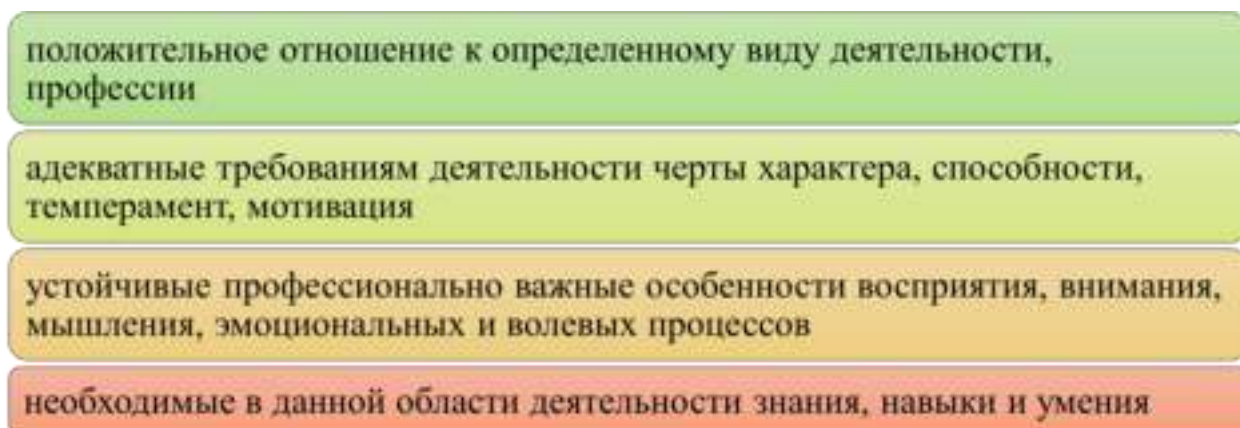 положительное отношение к определенному виду деятельности,
профессии
адекватные требованиям деятельности черты характера, способности,
темперамент, мотивация
устойчивые профессионально важные особенности восприятия, внимания,
мышления, эмоциональных и волевых процессов
необходимые в данной области деятельности знания, навыки и умения